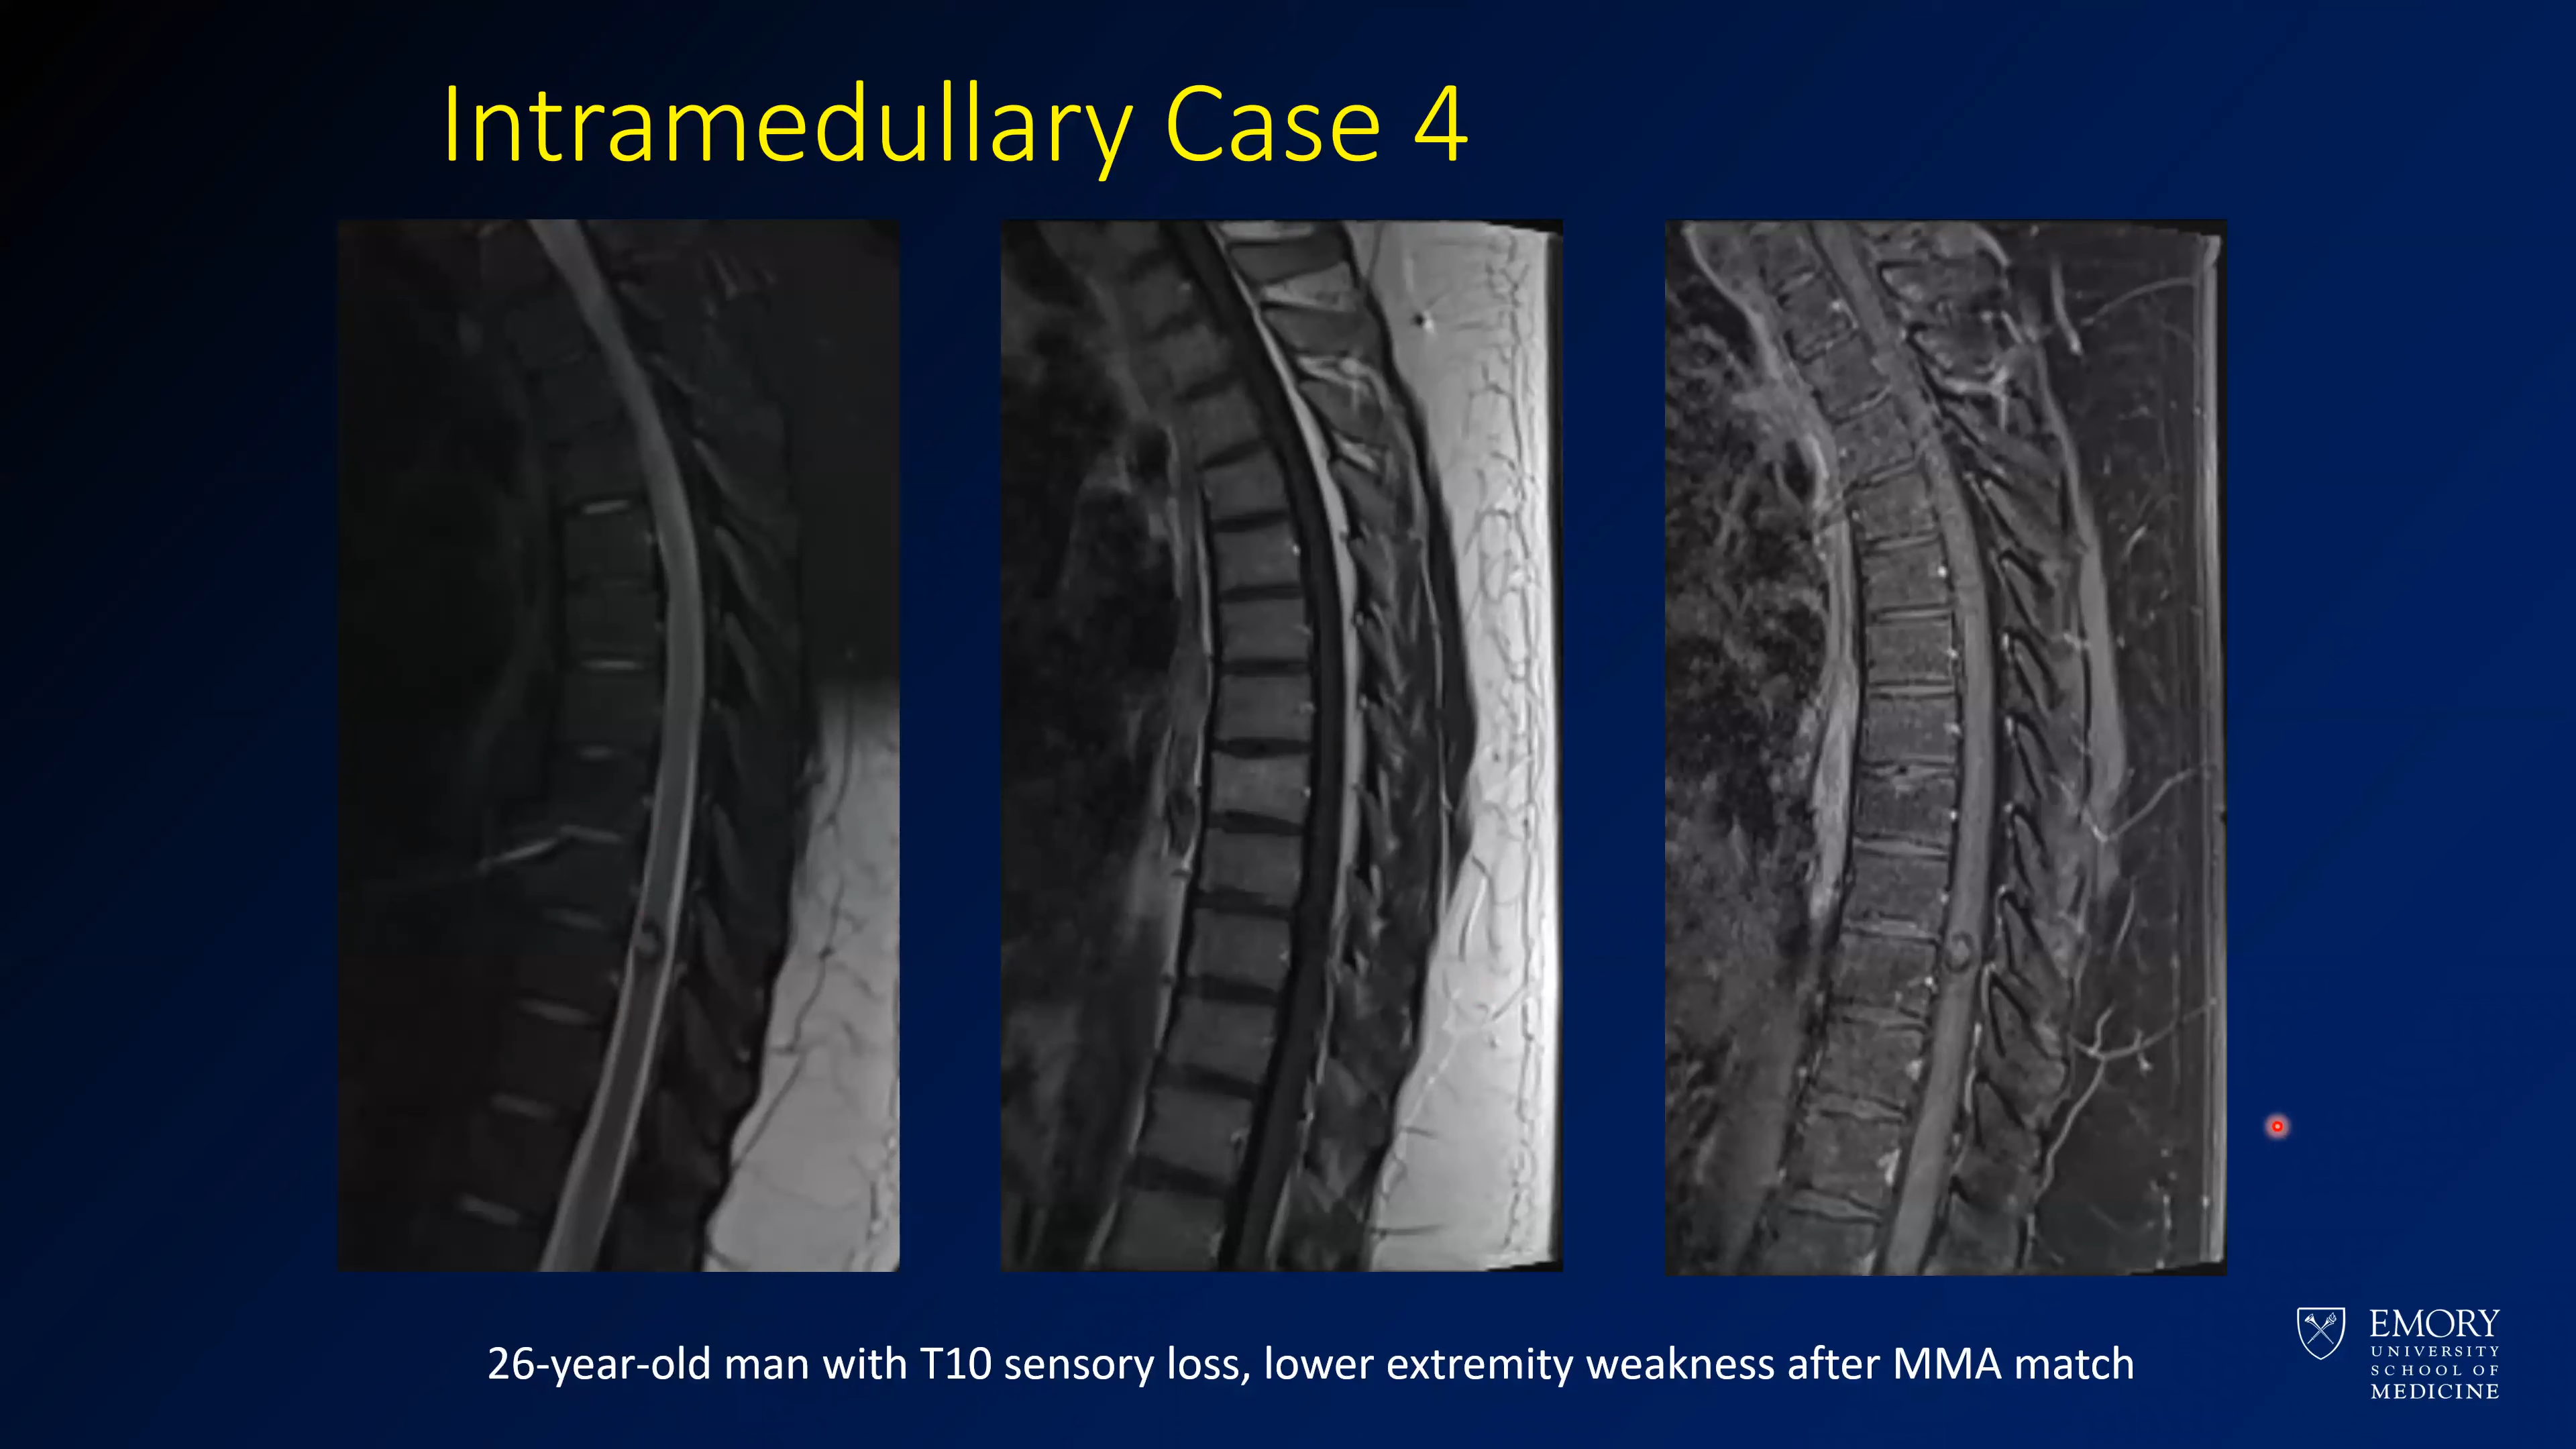 Intramedullary Case 4
26-year-old man with T10 sensory loss, lower extremity weakness after MMA match
EMORY
UNIVERSITY
SCHOOL OF
MEDICINE